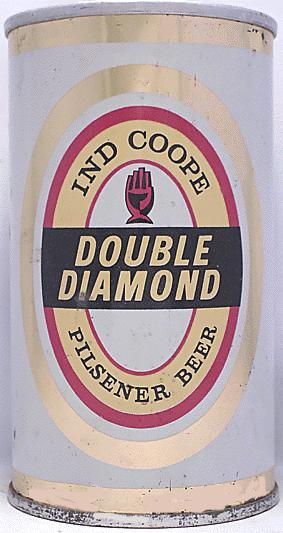 IND COOPE
DOUBLE
DIAMOND
PILSENER BEER